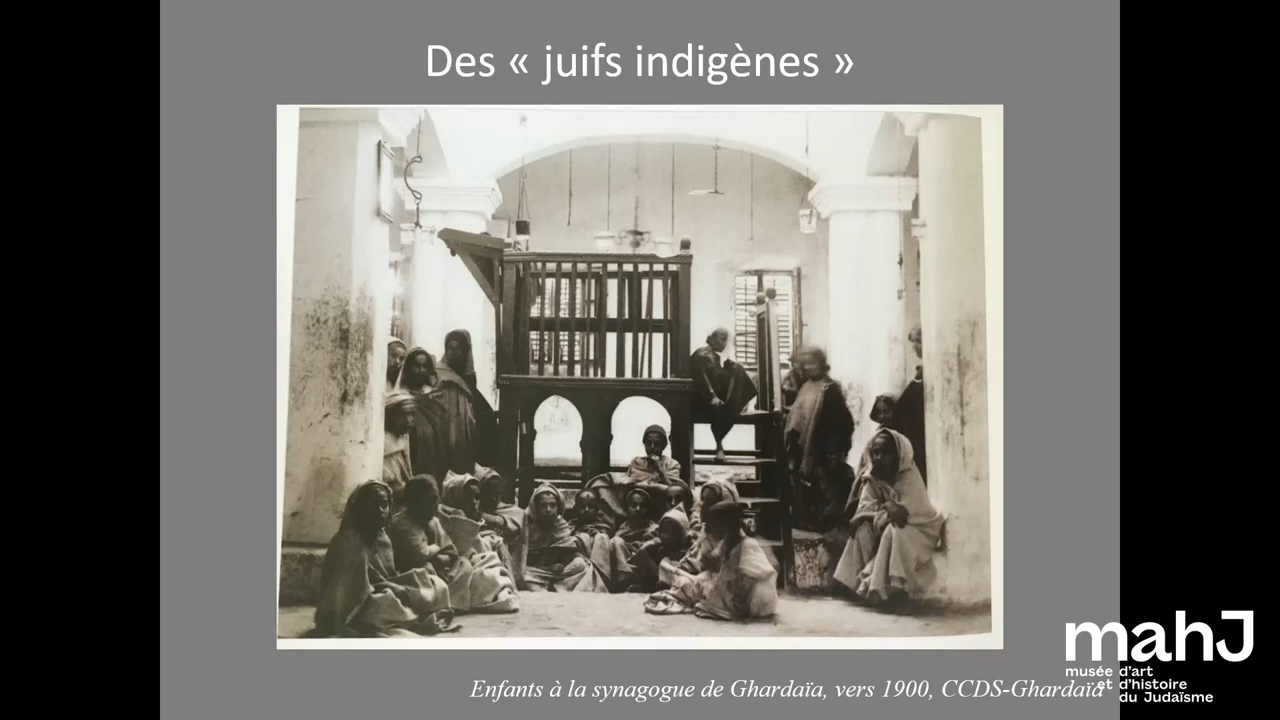 Des « juifs indigènes »
Enfants à la synagogue de Ghardaïa, vers 1900, CCDS-Ghardaïa
mahJ
musée d'art
et d'histoire
du Judaïsme